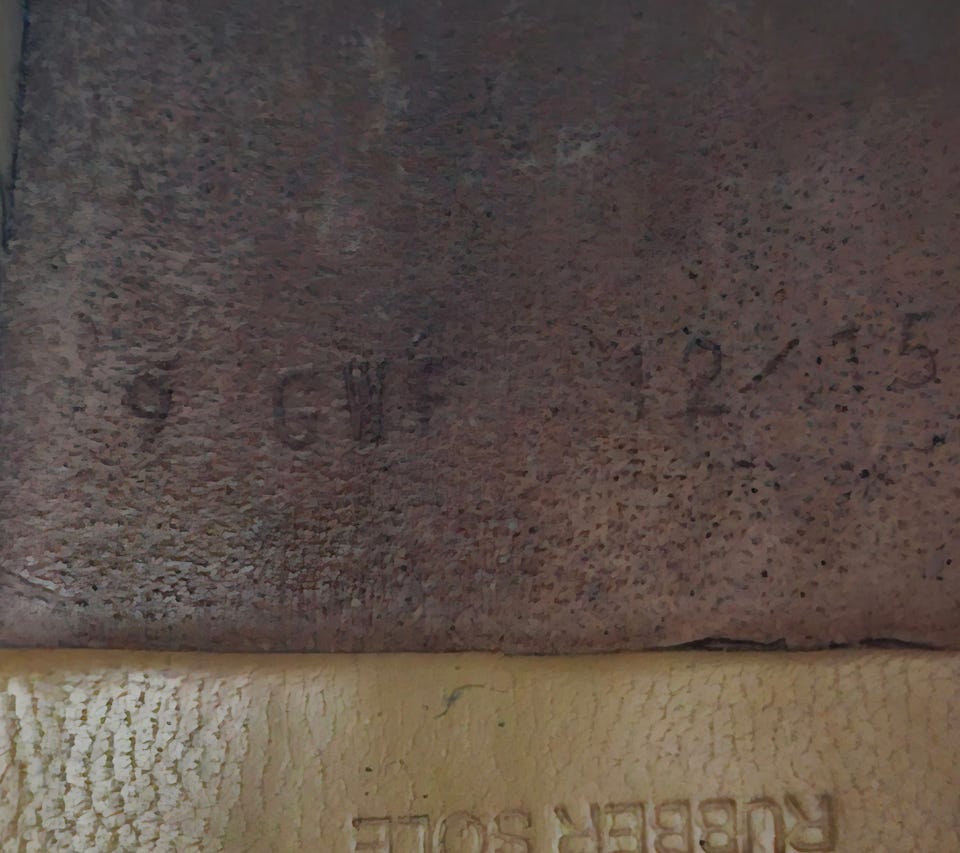 9 GWF 12/15
RUBBER SOLE